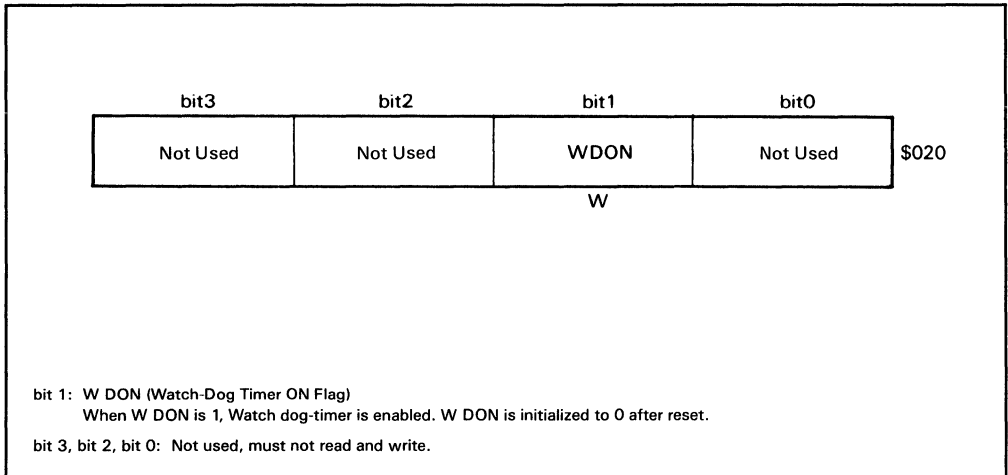 bit3 bit2 bit1 bit0
Not Used Not Used WDON Not Used $020
W
bit 1: W DON (Watch-Dog Timer ON Flag)
When W DON is 1, Watch dog-timer is enabled. W DON is initialized to 0 after reset.
bit 3, bit 2, bit 0: Not used, must not read and write.